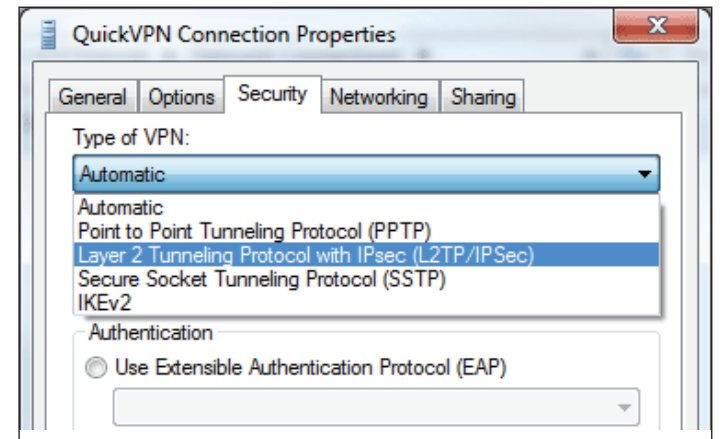 QuickVPN Connection Properties
General Options Security Networking Sharing
Type of VPN:
Automatic
Automatic
Point to Point Tunneling Protocol (PPTP)
Layer 2 Tunneling Protocol with IPsec (L2TP/IPSec)
Secure Socket Tunneling Protocol (SSTP)
IKEv2
Authentication
Use Extensible Authentication Protocol (EAP)